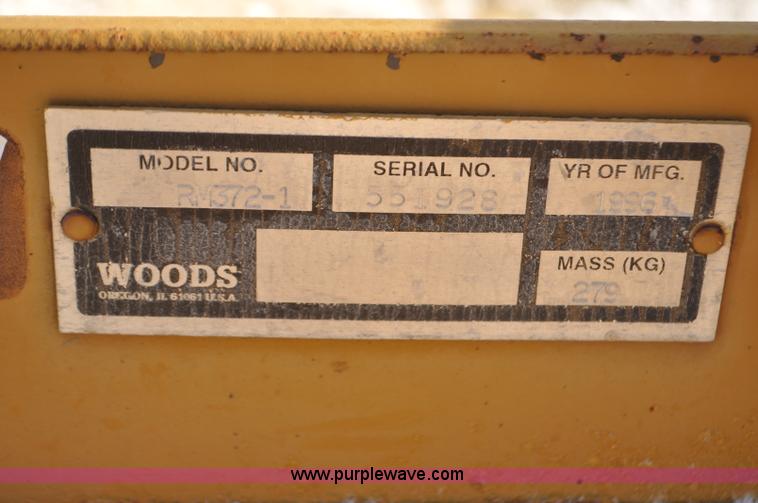 MODEL NO.
SERIAL NO.
YR OF MFG.
RM372-1
551928
WOODS
OREGON, IL 61061 U.S.A.
MASS (KG)
279
www.purplewave.com